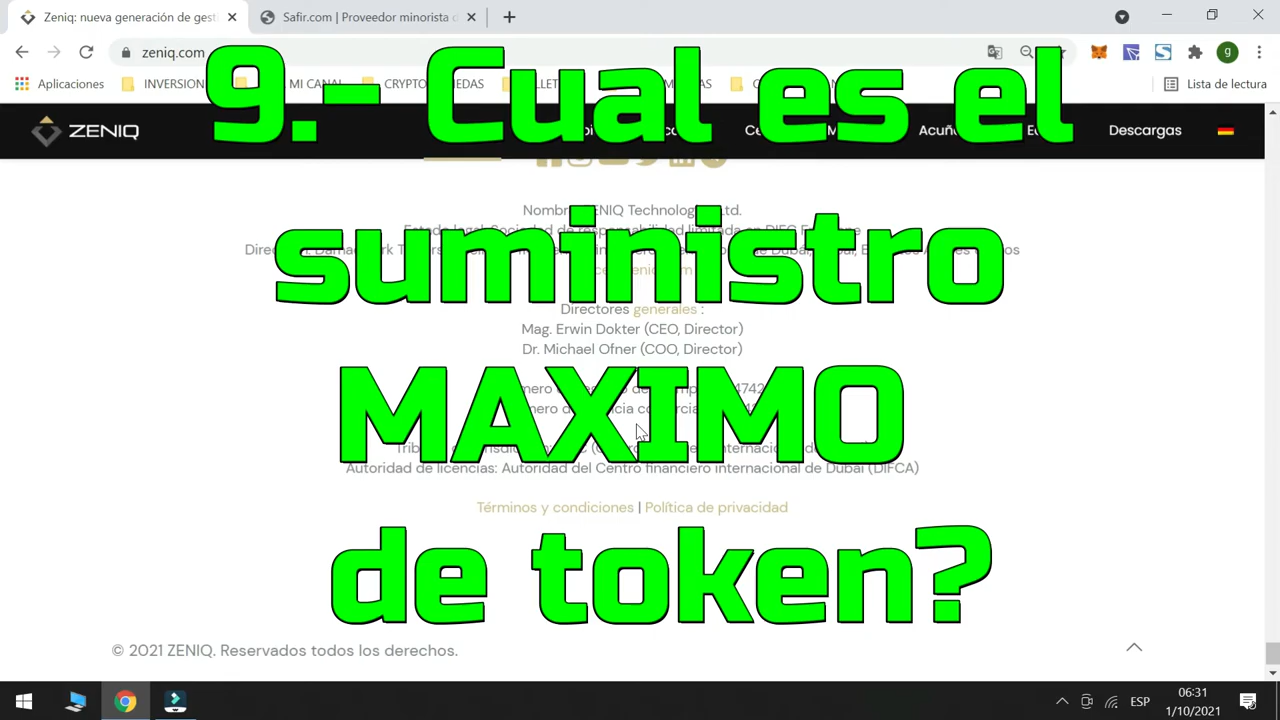 Zeniq: nueva generación de gest
Safir.com | Proveedor minorista d
zeniq.com
Aplicaciones
INVERSION
MI CANAL
CRYPTO
EDAS
Lista de lectura
ZENIQ
Descargas
9.- Cual es el
suministro
MAXIMO
de token?
Directores generales :
Mag. Erwin Dokter (CEO, Director)
Dr. Michael Ofner (COO, Director)
Autoridad de licencias: Autoridad del Centro financiero internacional de Dubai (DIFCA)
Términos y condiciones | Política de privacidad
© 2021 ZENIQ. Reservados todos los derechos.
ESP
06:31
1/10/2021